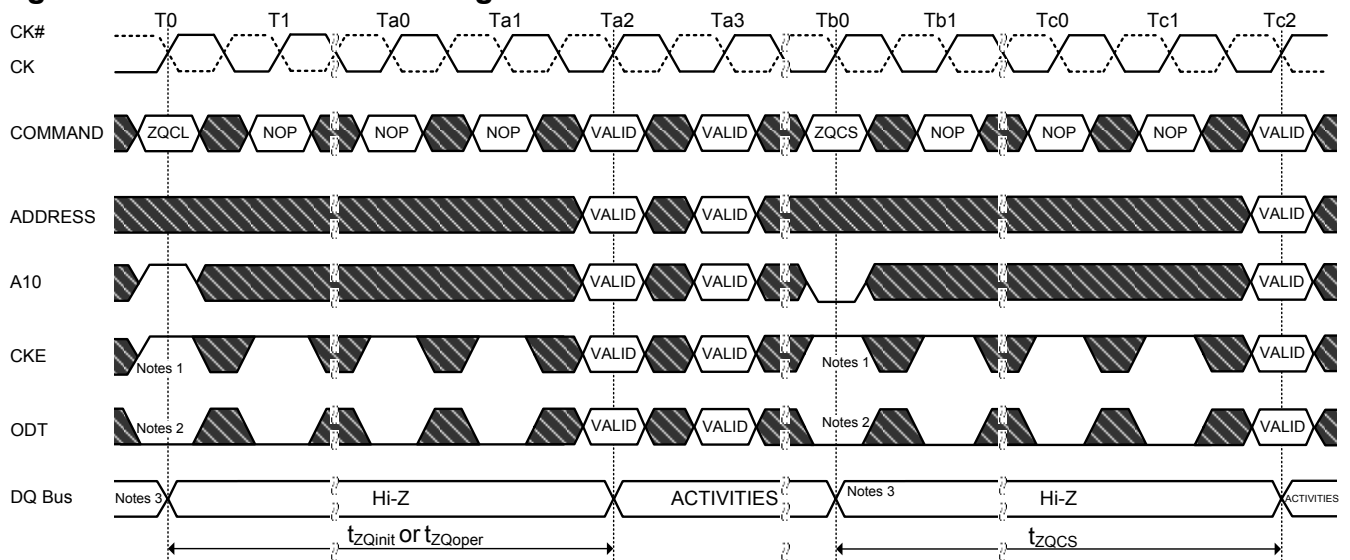 T0 T1 Ta0 Ta1 Ta2 Ta3 Tb0 Tb1 Tc0 Tc1 Tc2
CK#
CK
COMMAND ZQCL NOP NOP NOP VALID VALID ZQCS NOP NOP NOP VALID
ADDRESS VALID VALID VALID
A10 VALID VALID VALID
CKE Notes 1 VALID VALID Notes 1 VALID
ODT Notes 2 VALID VALID Notes 2 VALID
DQ Bus Notes 3 Hi-Z ACTIVITIES Notes 3 Hi-Z ACTIVITIES
tZQinit or tZQoper tZQCS